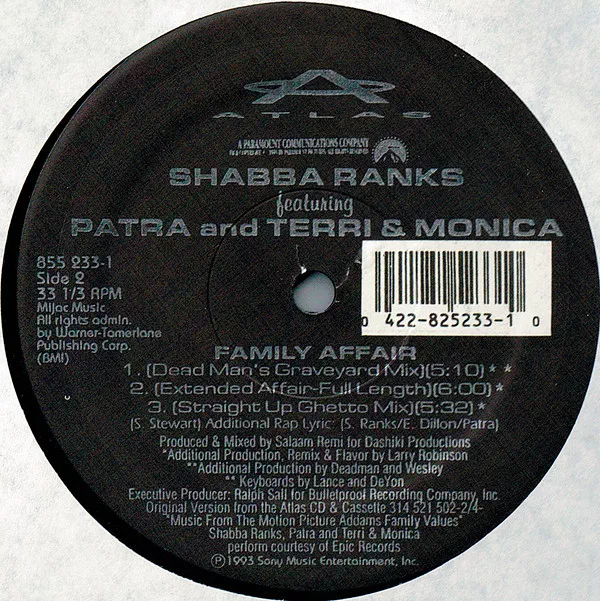 ATLAS
A PARAMOUNT COMMUNICATIONS COMPANY
SHABBA RANKS
featuring
PATRA and TERRI & MONICA
855 233-1
Side 2
33 1/3 RPM
Mijac Music
All rights admin.
by Warner-Tamerlane
Publishing Corp.
(BMI)
0 422-825233-1 0
FAMILY AFFAIR
1. (Dead Man's Graveyard Mix)(5:10)* *
2. (Extended Affair-Full Length)(6:00)*
3. (Straight Up Ghetto Mix)(5:32)*
(S. Stewart) Additional Rap Lyric: (S. Ranks/E. Dillon/Patra)
Produced & Mixed by Salaam Remi for Dashiki Productions
*Additional Production, Remix & Flavor by Larry Robinson
**Additional Production by Deadman and Wesley
** Keyboards by Lance and DeYon
Executive Producer: Ralph Sall for Bulletproof Recording Company, Inc.
Original Version from the Atlas CD & Cassette 314 521 502-2/4-
"Music From The Motion Picture Addams Family Values"
Shabba Ranks, Patra and Terri & Monica
perform courtesy of Epic Records
℗1993 Sony Music Entertainment, Inc.